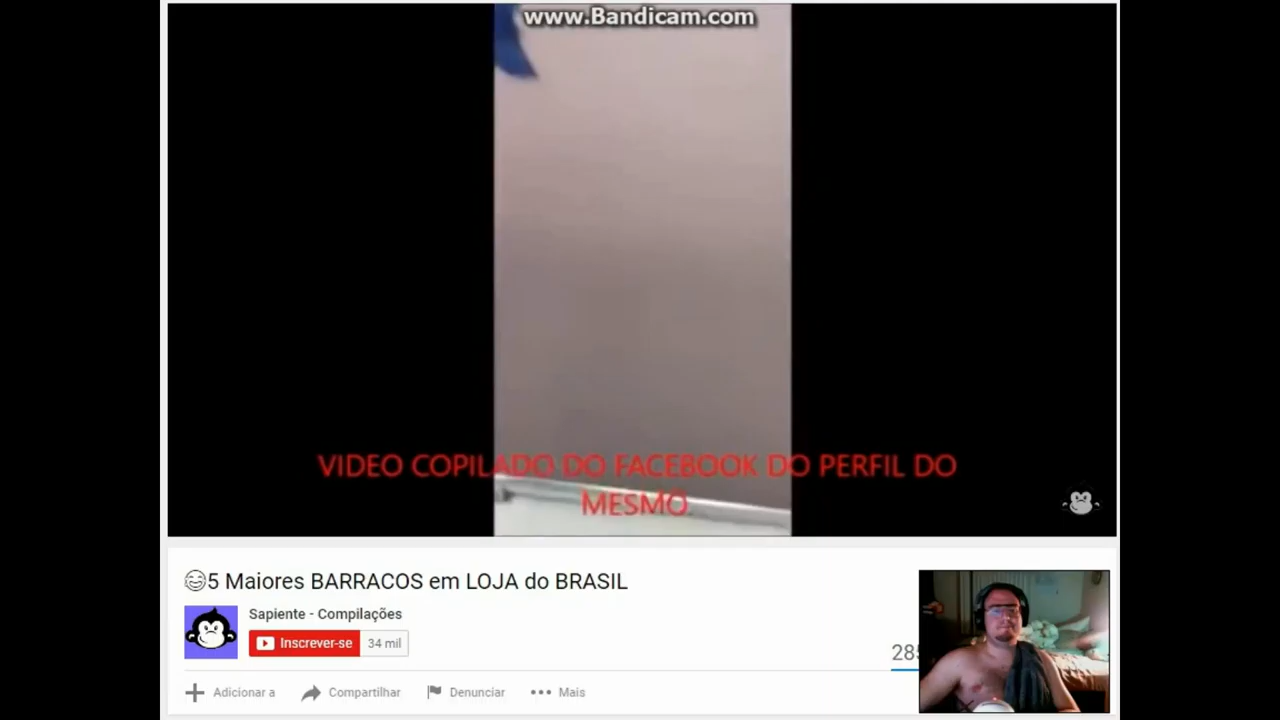 www.Bandicam.com
VIDEO COPILADO DO FACEBOOK DO PERFIL DO
MESMO
😂5 Maiores BARRACOS em LOJA do BRASIL
Sapiente - Compilações
Inscrever-se 34 mil
285
Adicionar a Compartilhar Denunciar Mais